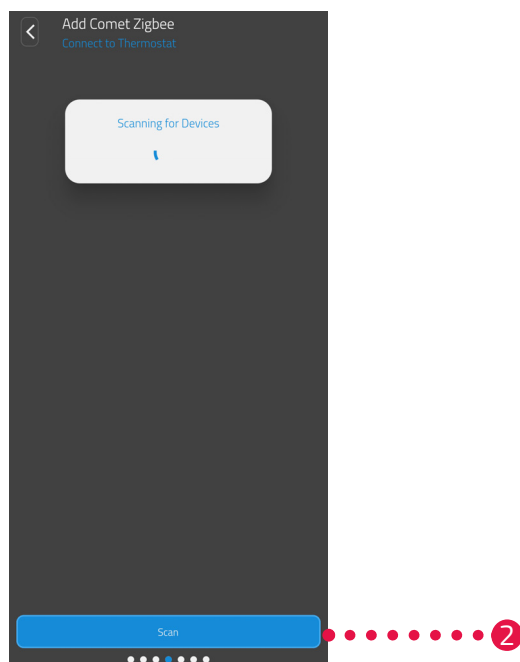 Add Comet Zigbee
Connect to Thermostat
Scanning for Devices
Scan
2